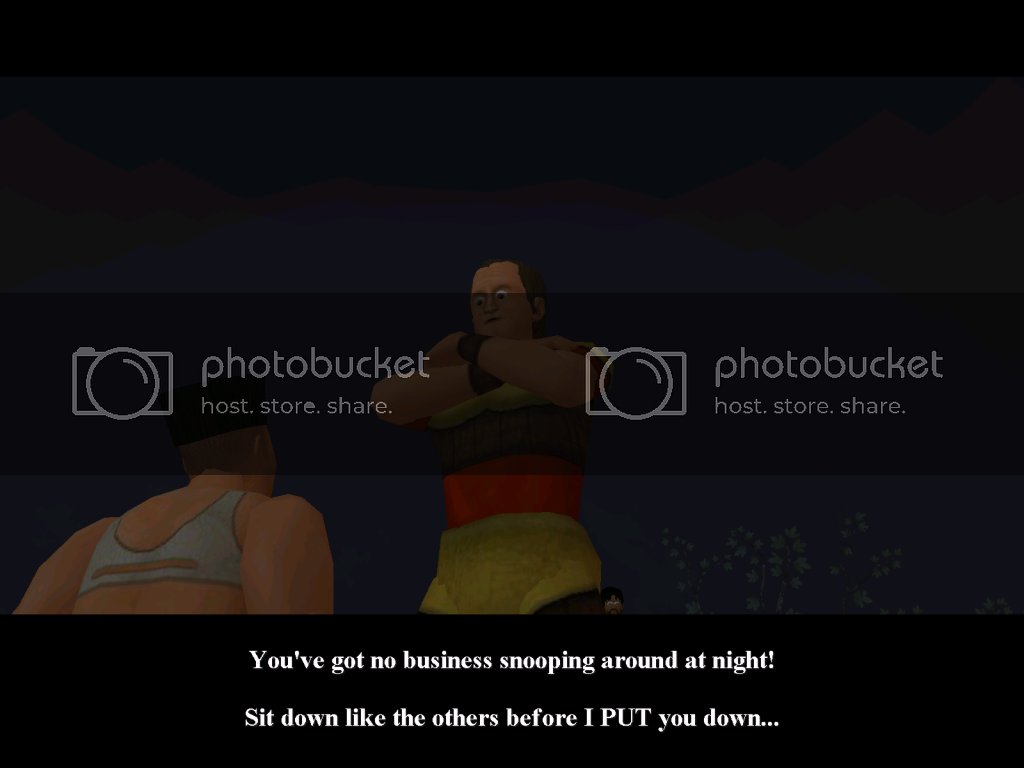 photobucket photobucket
host. store. share. host. store. share.
You've got no business snooping around at night!
Sit down like the others before I PUT you down...